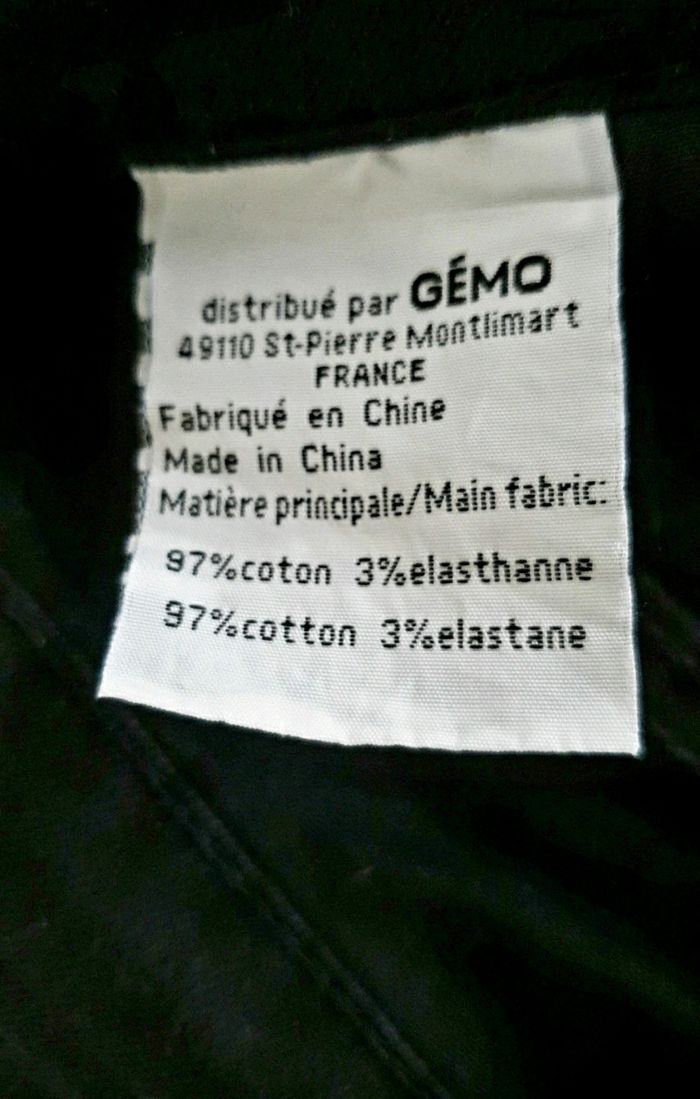 distribué par GÉMO
49110 St-Pierre Montlimart
FRANCE
Fabriqué en Chine
Made in China
Matière principale/Main fabric:
97%coton 3%elasthanne
97%cotton 3%elastane